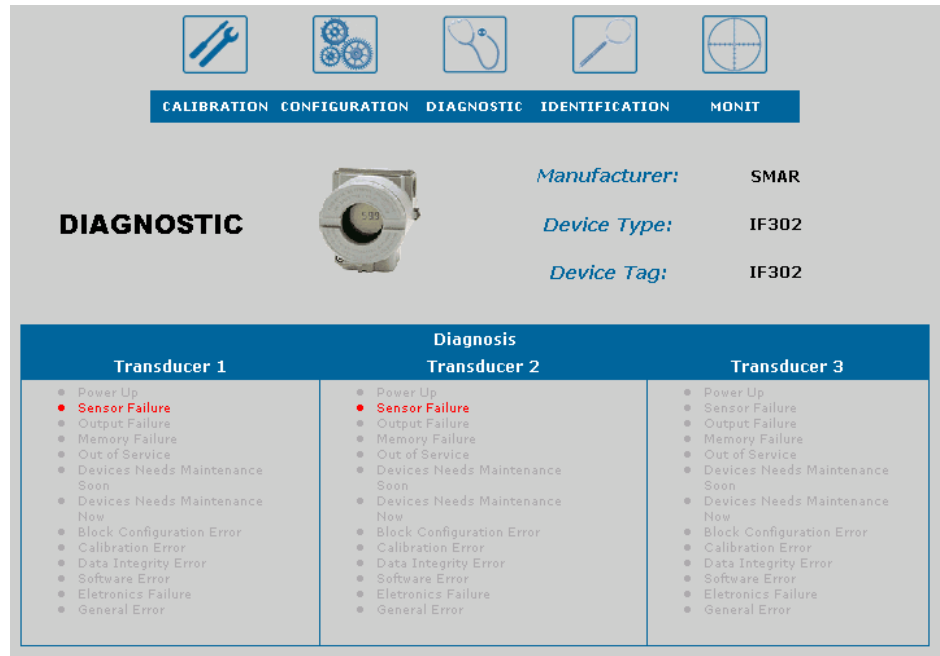 CALIBRATION CONFIGURATION DIAGNOSTIC IDENTIFICATION MONIT
Manufacturer: SMAR
DIAGNOSTIC
Device Type: IF302
Device Tag: IF302
Diagnosis
Transducer 1 Transducer 2 Transducer 3
Power Up
Sensor Failure
Output Failure
Memory Failure
Out of Service
Devices Needs Maintenance
Soon
Devices Needs Maintenance
Now
Block Configuration Error
Calibration Error
Data Integrity Error
Software Error
Eletronics Failure
General Error
Power Up
Sensor Failure
Output Failure
Memory Failure
Out of Service
Devices Needs Maintenance
Soon
Devices Needs Maintenance
Now
Block Configuration Error
Calibration Error
Data Integrity Error
Software Error
Eletronics Failure
General Error
Power Up
Sensor Failure
Output Failure
Memory Failure
Out of Service
Devices Needs Maintenance
Soon
Devices Needs Maintenance
Now
Block Configuration Error
Calibration Error
Data Integrity Error
Software Error
Eletronics Failure
General Error